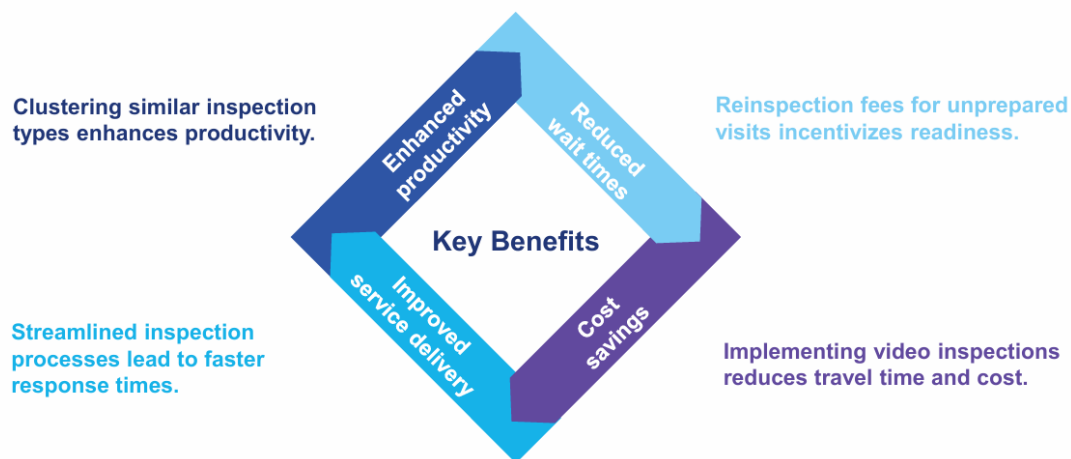 Clustering similar inspection
types enhances productivity.
Enhanced
productivity
Reduced
wait times
Reinspection fees for unprepared
visits incentivizes readiness.
Key Benefits
Streamlined inspection
processes lead to faster
response times.
Improved
service delivery
Cost
savings
Implementing video inspections
reduces travel time and cost.